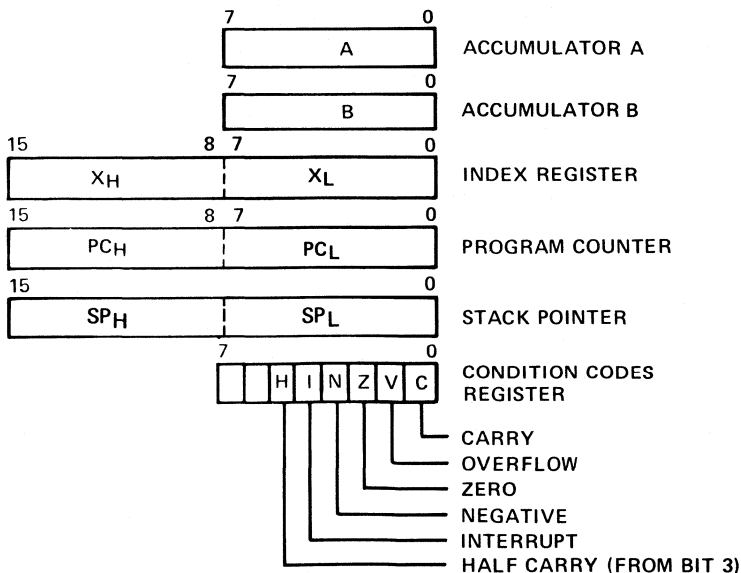 7 0
A ACCUMULATOR A
7 0
B ACCUMULATOR B
15 8 7 0
XH XL INDEX REGISTER
15 8 7 0
PCH PCL PROGRAM COUNTER
15 0
SPH SPL STACK POINTER
7 0
H I N Z V C CONDITION CODES
REGISTER
CARRY
OVERFLOW
ZERO
NEGATIVE
INTERRUPT
HALF CARRY (FROM BIT 3)